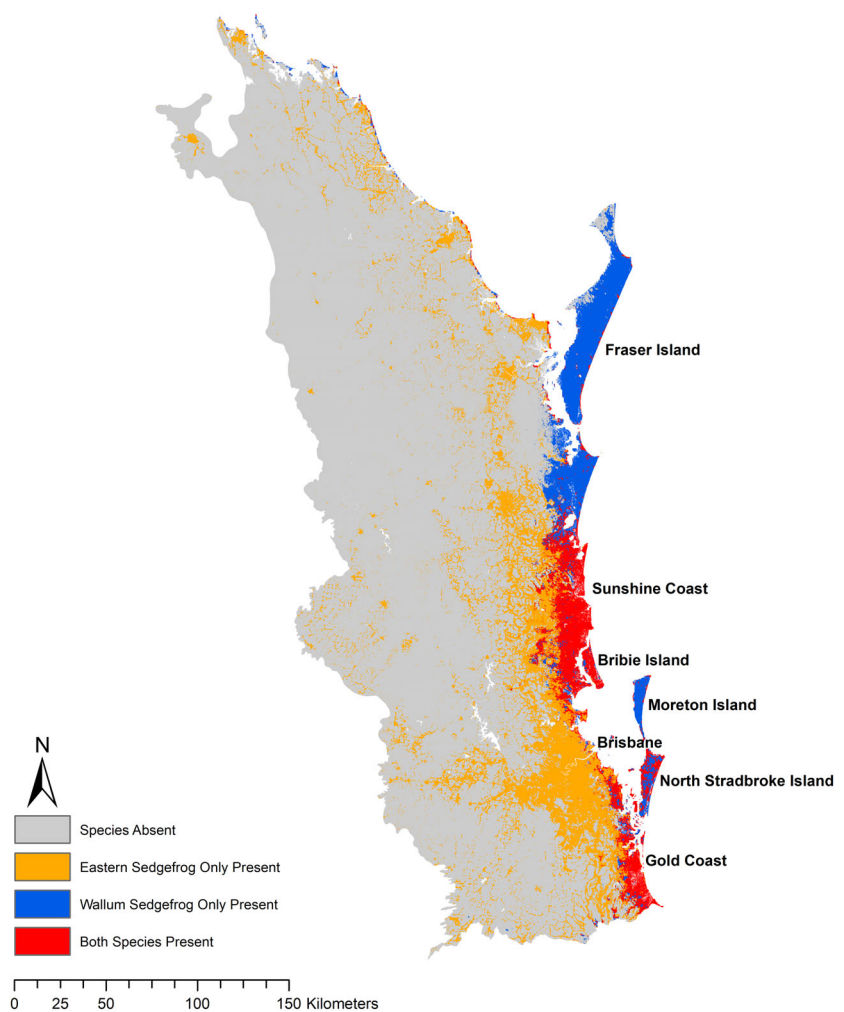 Fraser Island
Sunshine Coast
Bribie Island
Moreton Island
Brisbane
North Stradbroke Island
Gold Coast
N
Species Absent
Eastern Sedgefrog Only Present
Wallum Sedgefrog Only Present
Both Species Present
0 25 50 100 150 Kilometers